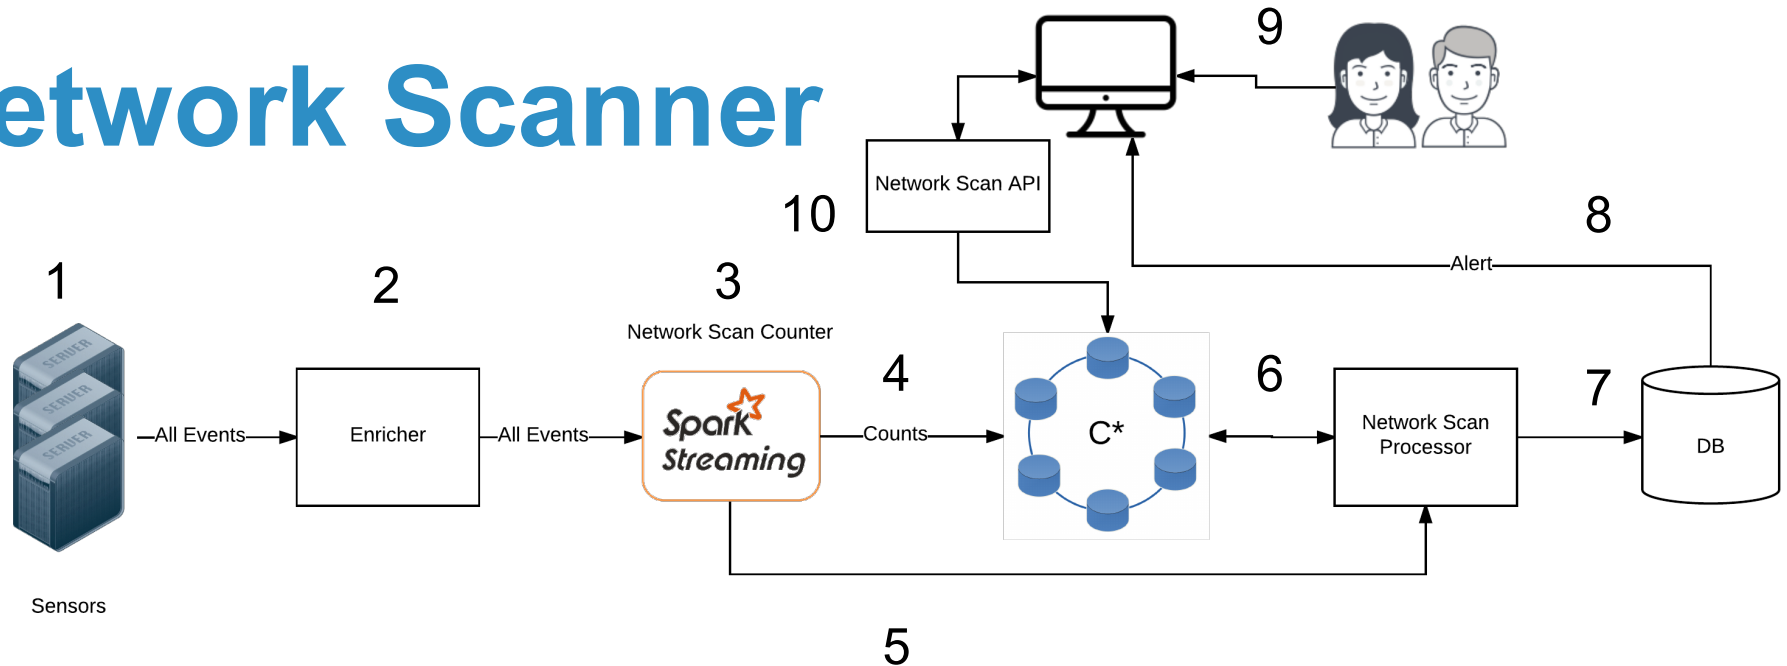 etwork Scanner
9
Network Scan API
10
8
Alert
1
2
3
Network Scan Counter
4
6
7
SERVER
SERVER
SERVER
All Events
Enricher
All Events
Spark
Streaming
Counts
C*
Network Scan
Processor
DB
Sensors
5